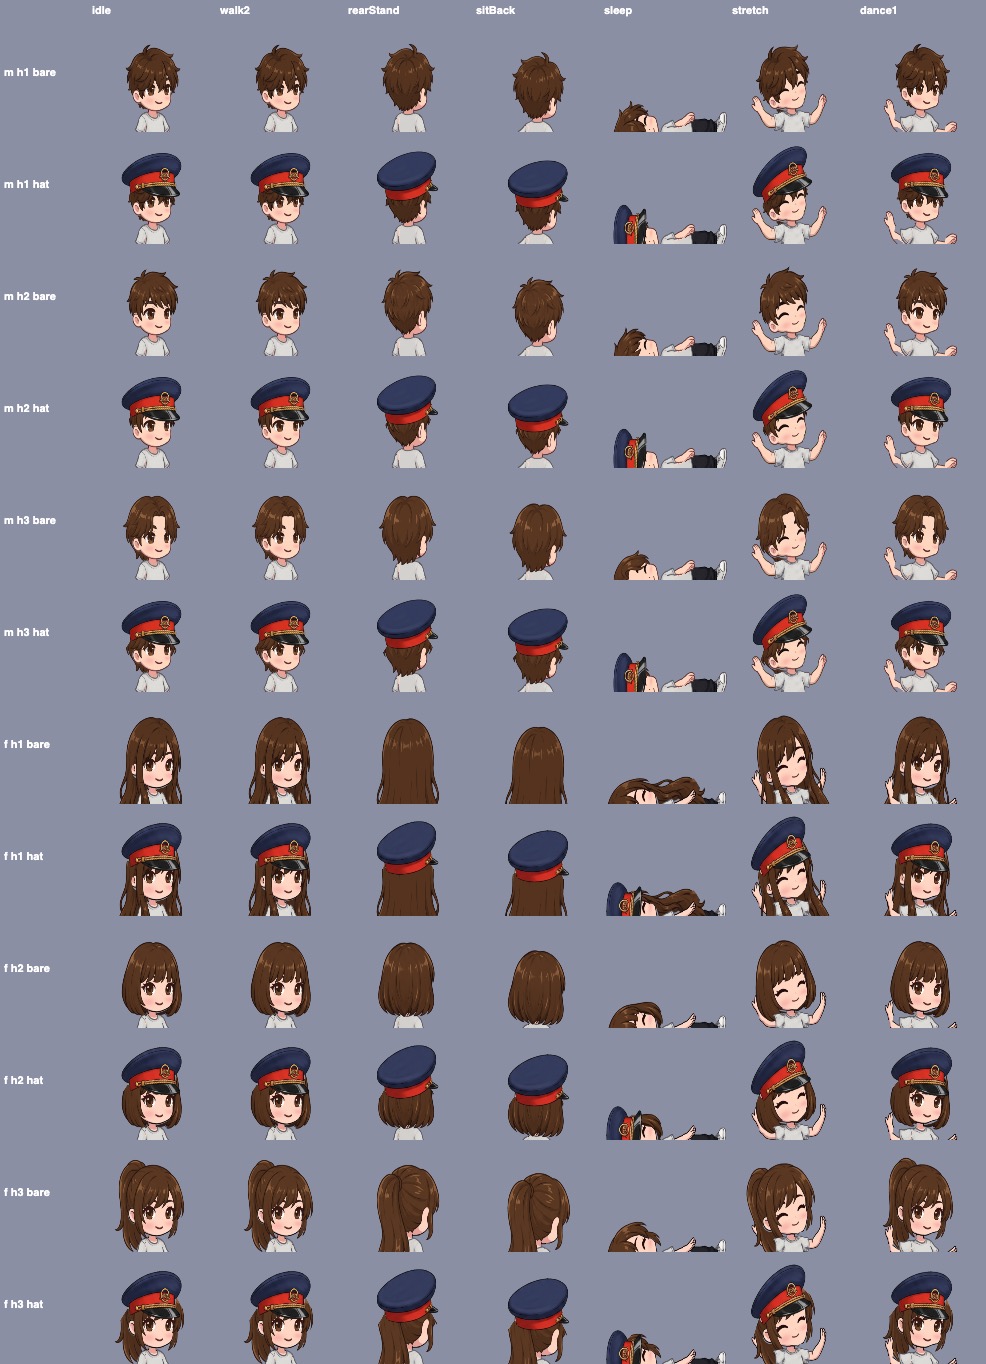 idle walk2 rearStand sitBack sleep stretch dance1
m h1 bare
m h1 hat
m h2 bare
m h2 hat
m h3 bare
m h3 hat
f h1 bare
f h1 hat
f h2 bare
f h2 hat
f h3 bare
f h3 hat